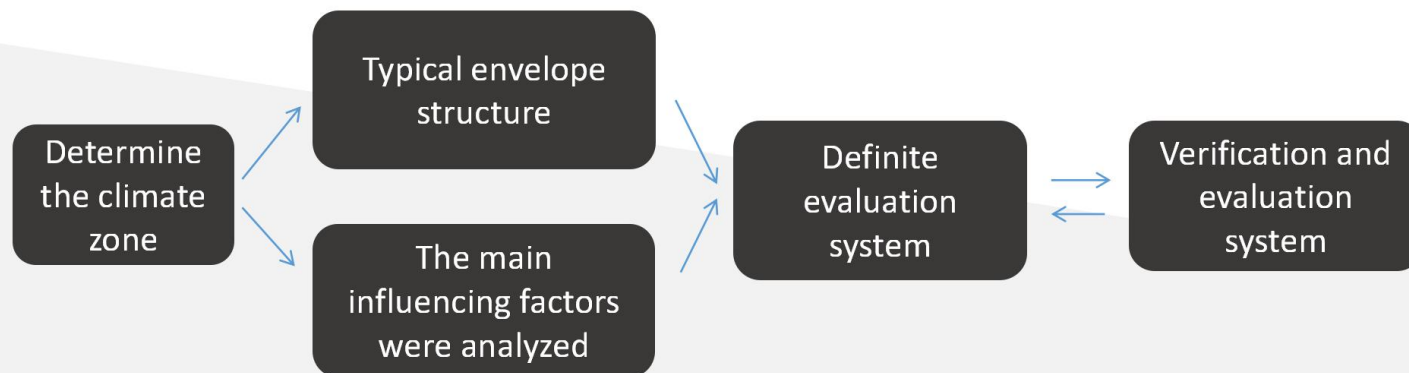 Determine
the climate
zone
Typical envelope
structure
The main
influencing factors
were analyzed
Definite
evaluation
system
Verification and
evaluation
system